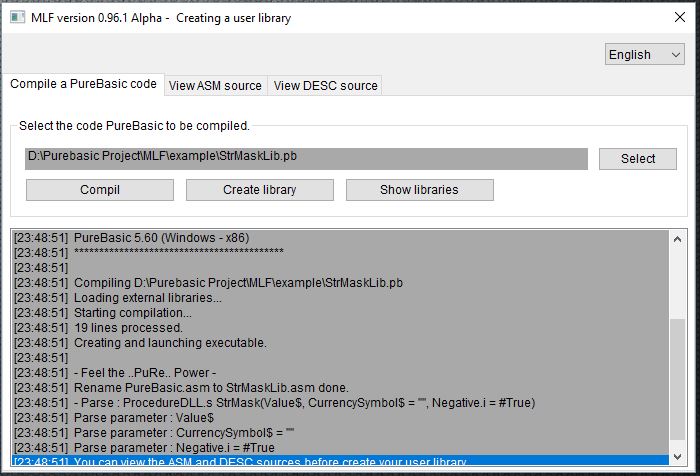 MLF version 0.96.1 Alpha - Creating a user library
English
Compile a PureBasic code
View ASM source
View DESC source
Select the code PureBasic to be compiled.
D:\Purebasic Project\MLF\example\StrMaskLib.pb
Select
Compil
Create library
Show libraries
[23:48:51] PureBasic 5.60 (Windows - x86)
[23:48:51] ******************************************
[23:48:51]
[23:48:51] Compiling D:\Purebasic Project\MLF\example\StrMaskLib.pb
[23:48:51] Loading external libraries...
[23:48:51] Starting compilation...
[23:48:51] 19 lines processed.
[23:48:51] Creating and launching executable.
[23:48:51]
[23:48:51] - Feel the ..PuRe.. Power -
[23:48:51] Rename PureBasic.asm to StrMaskLib.asm done.
[23:48:51] - Parse : ProcedureDLL.s StrMask(Value$, CurrencySymbol$ = "", Negative.i = #True)
[23:48:51] Parse parameter : Value$
[23:48:51] Parse parameter : CurrencySymbol$ = ""
[23:48:51] Parse parameter : Negative.i = #True
[23:48:51] You can view the ASM and DESC sources before create your user library